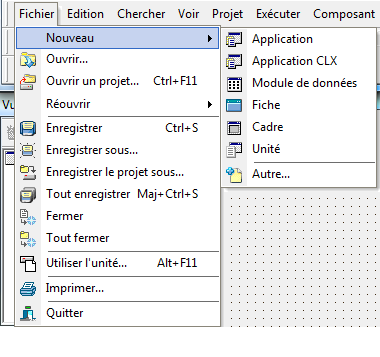 Fichier Edition Chercher Voir Projet Exécuter Composant
Nouveau
Ouvrir...
Ouvrir un projet... Ctrl+F11
Réouvrir
Enregistrer Ctrl+S
Enregistrer sous...
Enregistrer le projet sous...
Tout enregistrer Maj+Ctrl+S
Fermer
Tout fermer
Utiliser l'unité... Alt+F11
Imprimer...
Quitter
Application
Application CLX
Module de données
Fiche
Cadre
Unité
Autre...
Vu